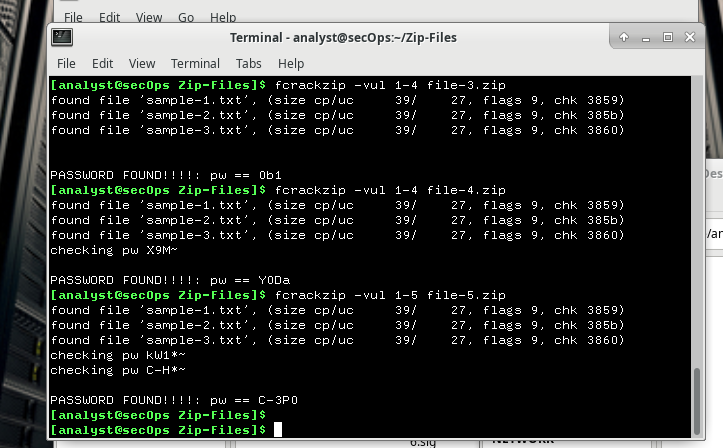 File Edit View Go Help
Terminal - analyst@secOps:~/Zip-Files
File Edit View Terminal Tabs Help
[analyst@secOps Zip-Files]$ fcrackzip -vul 1-4 file-3.zip
found file 'sample-1.txt', (size cp/uc     39/    27, flags 9, chk 3859)
found file 'sample-2.txt', (size cp/uc     39/    27, flags 9, chk 385b)
found file 'sample-3.txt', (size cp/uc     39/    27, flags 9, chk 3860)
PASSWORD FOUND!!!!: pw == 0b1
[analyst@secOps Zip-Files]$ fcrackzip -vul 1-4 file-4.zip
found file 'sample-1.txt', (size cp/uc     39/    27, flags 9, chk 3859)
found file 'sample-2.txt', (size cp/uc     39/    27, flags 9, chk 385b)
found file 'sample-3.txt', (size cp/uc     39/    27, flags 9, chk 3860)
checking pw X9M~
PASSWORD FOUND!!!!: pw == Y0Da
[analyst@secOps Zip-Files]$ fcrackzip -vul 1-5 file-5.zip
found file 'sample-1.txt', (size cp/uc     39/    27, flags 9, chk 3859)
found file 'sample-2.txt', (size cp/uc     39/    27, flags 9, chk 385b)
found file 'sample-3.txt', (size cp/uc     39/    27, flags 9, chk 3860)
checking pw kW1*~
checking pw C-H*~
PASSWORD FOUND!!!!: pw == C-3P0
[analyst@secOps Zip-Files]$
[analyst@secOps Zip-Files]$
Des
/ar